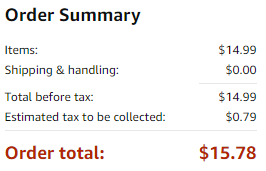 Order Summary
Items: $14.99
Shipping & handling: $0.00
Total before tax: $14.99
Estimated tax to be collected: $0.79
Order total: $15.78